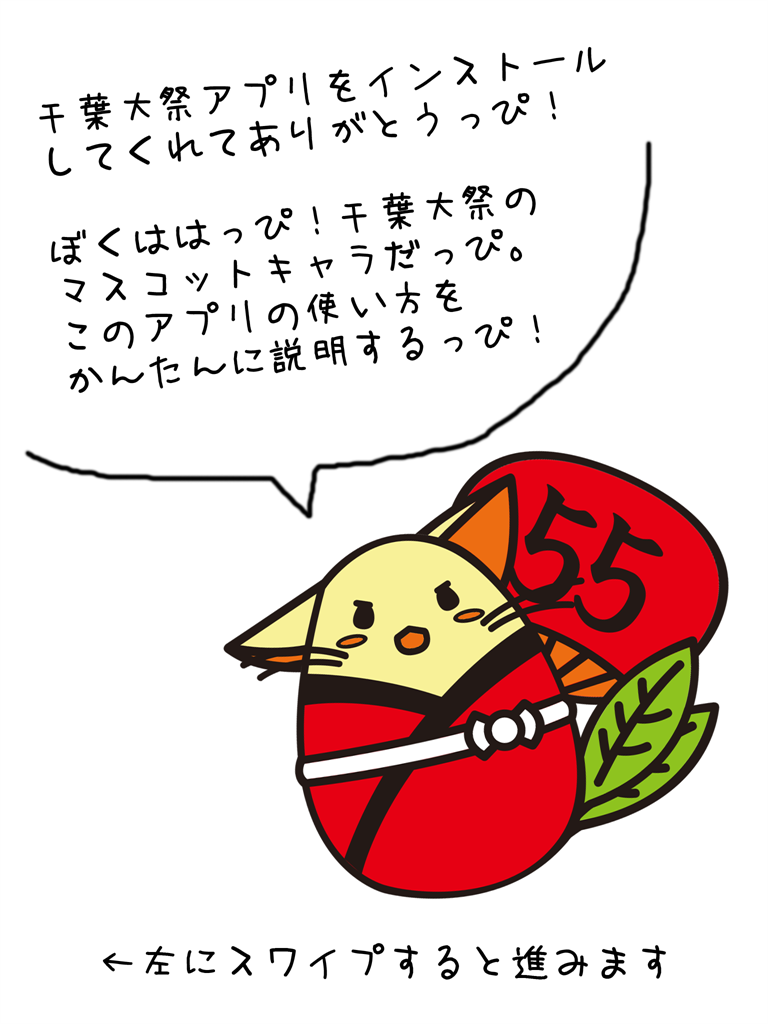 千葉大祭アプリをインストール
してくれてありがとうっぴ！
ぼくははっぴ！千葉大祭の
マスコットキャラだっぴ。
このアプリの使い方を
かんたんに説明するっぴ！
55
←左にスワイプすると進みます